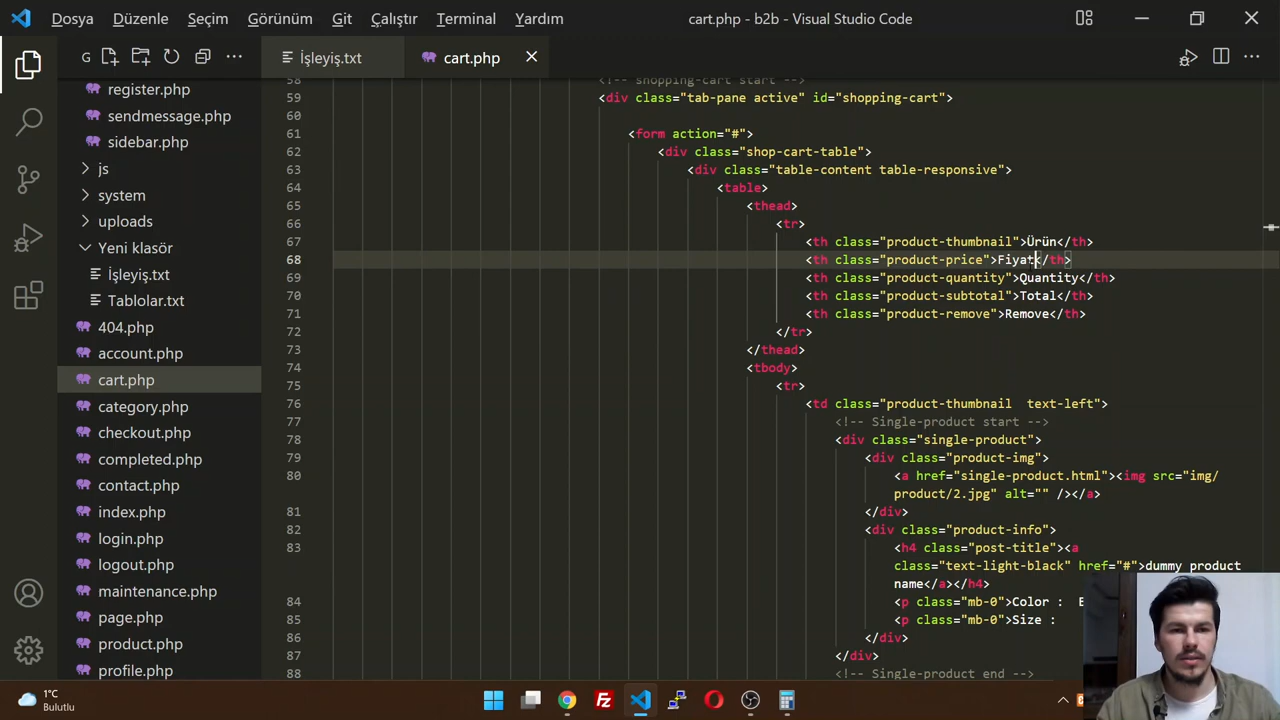 Dosya Düzenle Seçim Görünüm Git Çalıştır Terminal Yardım cart.php - b2b - Visual Studio Code
G İşleyiş.txt cart.php
register.php
sendmessage.php
sidebar.php
js
system
uploads
Yeni klasör
İşleyiş.txt
Tablolar.txt
404.php
account.php
cart.php
category.php
checkout.php
completed.php
contact.php
index.php
login.php
logout.php
maintenance.php
page.php
product.php
profile.php
58 <!-- shopping-cart start -->
59 <div class="tab-pane active" id="shopping-cart">
60
61 <form action="#">
62 <div class="shop-cart-table">
63 <div class="table-content table-responsive">
64 <table>
65 <thead>
66 <tr>
67 <th class="product-thumbnail">Ürün</th>
68 <th class="product-price">Fiyat</th>
69 <th class="product-quantity">Quantity</th>
70 <th class="product-subtotal">Total</th>
71 <th class="product-remove">Remove</th>
72 </tr>
73 </thead>
74 <tbody>
75 <tr>
76 <td class="product-thumbnail  text-left">
77 <!-- Single-product start -->
78 <div class="single-product">
79 <div class="product-img">
80 <a href="single-product.html"><img src="img/
product/2.jpg" alt="" /></a>
81 </div>
82 <div class="product-info">
83 <h4 class="post-title"><a
class="text-light-black" href="#">dummy product
name</a></h4>
84 <p class="mb-0">Color :
85 <p class="mb-0">Size :
86 </div>
87 </div>
88 <!-- Single-product end -->
1°C
Bulutlu